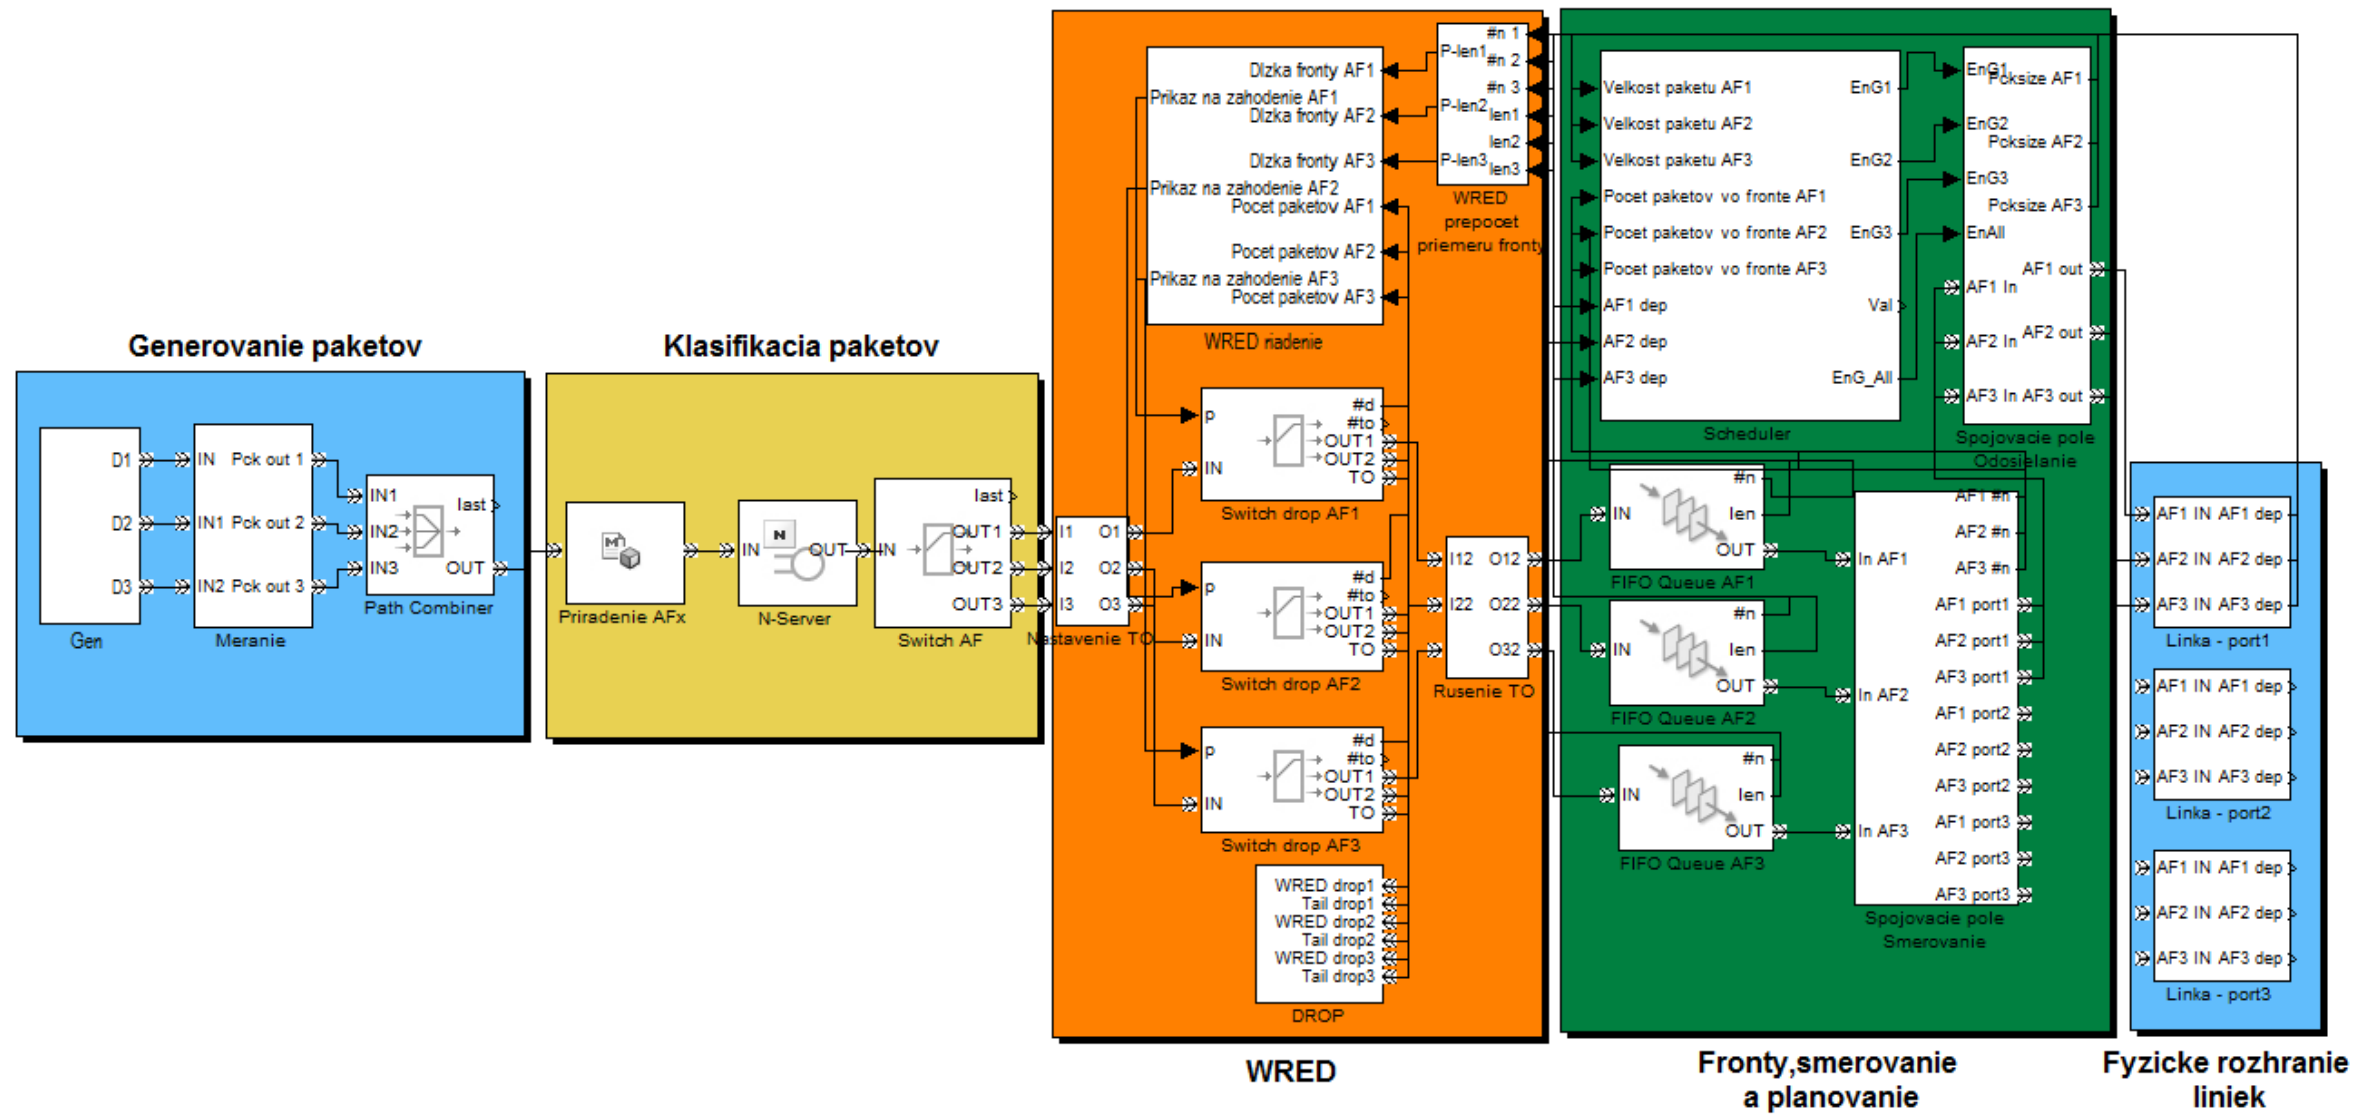 Generovanie paketov
D1
D2
D3
Gen
IN Pck out 1
IN1 Pck out 2
IN2 Pck out 3
Meranie
IN1
IN2
IN3
last
OUT
Path Combiner
Klasifikacia paketov
Priradenie AFx
IN
N
OUT
N-Server
IN
last
OUT1
OUT2
OUT3
Switch AF
I1 O1
I2 O2
I3 O3
Nastavenie TO
Dlzka fronty AF1
Prikaz na zahodenie AF1
Dlzka fronty AF2
Dlzka fronty AF3
Prikaz na zahodenie AF2
Pocet paketov AF1
Pocet paketov AF2
Prikaz na zahodenie AF3
Pocet paketov AF3
WRED riadenie
#n 1
P-len1
#n 2
#n 3
P-len2
len1
len2
P-len3
len3
WRED
prepocet
priemeru fronty
p
IN
#d
#to
OUT1
OUT2
TO
Switch drop AF1
p
IN
#d
#to
OUT1
OUT2
TO
Switch drop AF2
p
IN
#d
#to
OUT1
OUT2
TO
Switch drop AF3
I12 O12
I22 O22
O32
Rusenie TO
WRED drop1
Tail drop1
WRED drop2
Tail drop2
WRED drop3
Tail drop3
DROP
WRED
Velkost paketu AF1 EnG1
Velkost paketu AF2
Velkost paketu AF3 EnG2
Pocet paketov vo fronte AF1
Pocet paketov vo fronte AF2 EnG3
Pocet paketov vo fronte AF3
AF1 dep Val
AF2 dep
AF3 dep EnG_All
Scheduler
EnG1
Pcksize AF1
EnG2
Pcksize AF2
EnG3
Pcksize AF3
EnAll
AF1 out
AF1 In
AF2 In AF2 out
AF3 In AF3 out
Spojovacie pole
Odosielanie
IN
#n
len
OUT
FIFO Queue AF1
IN
#n
len
OUT
FIFO Queue AF2
IN
#n
len
OUT
FIFO Queue AF3
In AF1
In AF2
In AF3
AF1 #n
AF2 #n
AF3 #n
AF1 port1
AF2 port1
AF3 port1
AF1 port2
AF2 port2
AF3 port2
AF1 port3
AF2 port3
AF3 port3
Spojovacie pole
Smerovanie
Fronty,smerovanie
a planovanie
AF1 IN AF1 dep
AF2 IN AF2 dep
AF3 IN AF3 dep
Linka - port1
AF1 IN AF1 dep
AF2 IN AF2 dep
AF3 IN AF3 dep
Linka - port2
AF1 IN AF1 dep
AF2 IN AF2 dep
AF3 IN AF3 dep
Linka - port3
Fyzicke rozhranie
liniek